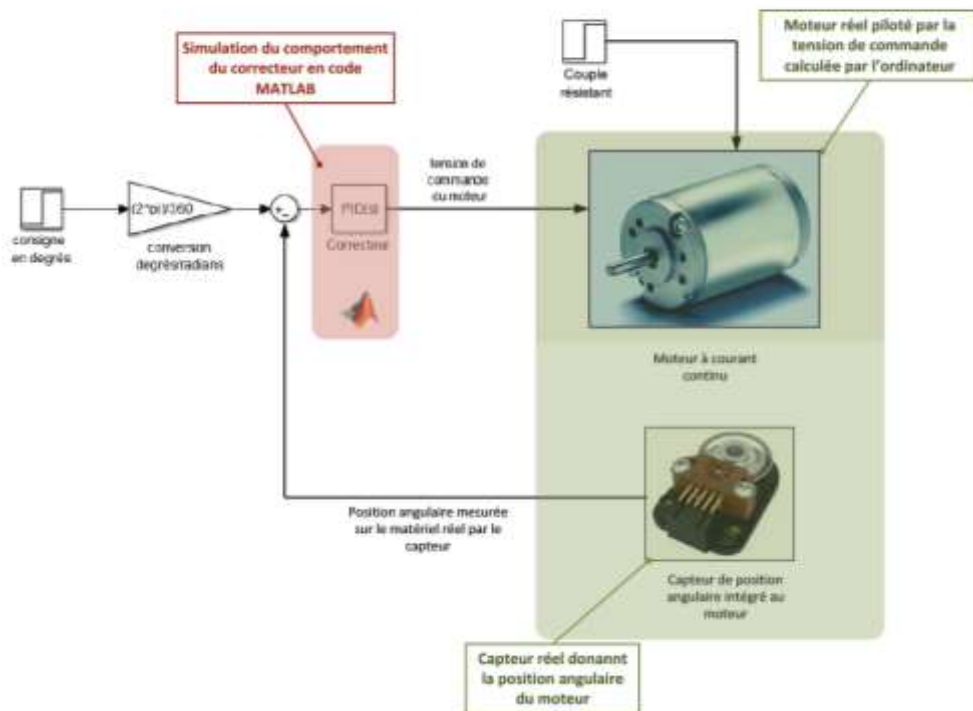 Simulation du comportement
du correcteur en code
MATLAB
Couple
résistant
Moteur réel piloté par la
tension de commande
calculée par l'ordinateur
consigne
en degrés
(2*pi)/360
conversion
degrés/radians
+
-
PID(s)
Correcteur
tension de
commande
du moteur
Moteur à courant
continu
Position angulaire mesurée
sur le matériel réel par le
capteur
Capteur de position
angulaire intégré au
moteur
Capteur réel donannt
la position angulaire
du moteur